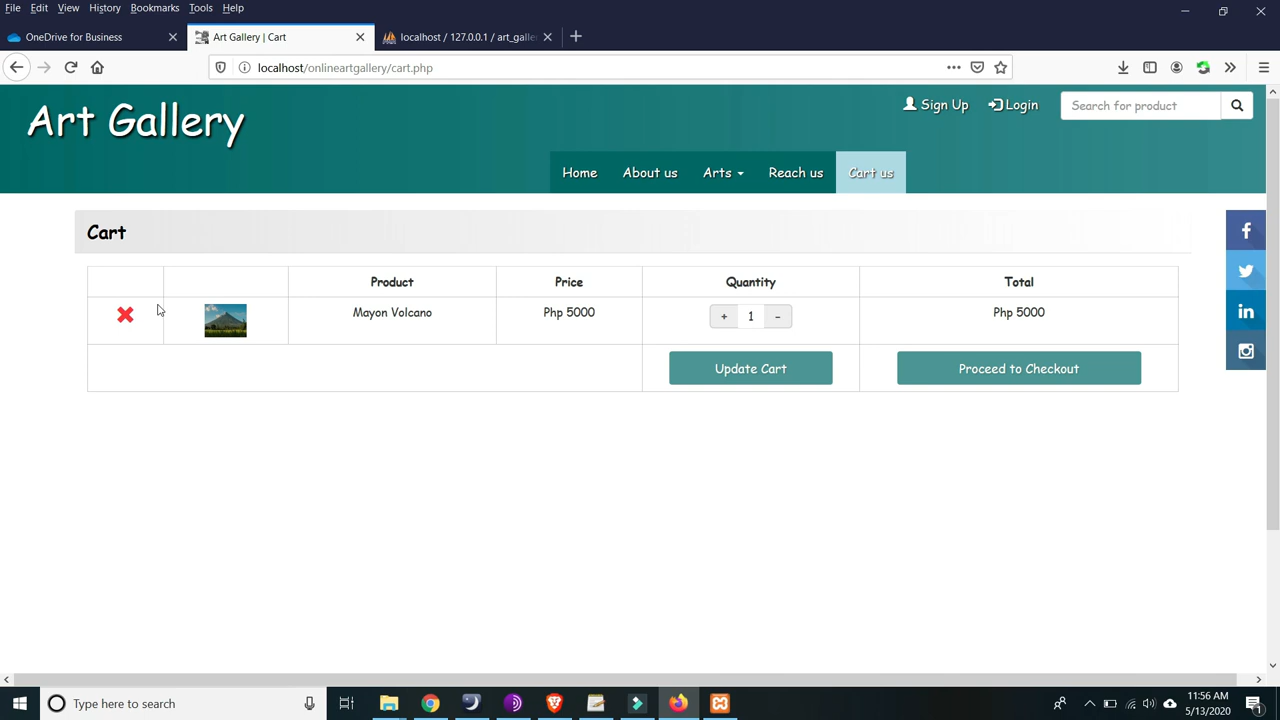 File Edit View History Bookmarks Tools Help
OneDrive for Business
Art Gallery | Cart
localhost / 127.0.0.1 / art_galle
localhost/onlineartgallery/cart.php
Art Gallery
Sign Up
Login
Search for product
Home
About us
Arts
Reach us
Cart us
Cart
Product Price Quantity Total
Mayon Volcano Php 5000 + 1 - Php 5000
Update Cart Proceed to Checkout
Type here to search
11:56 AM
5/13/2020
1